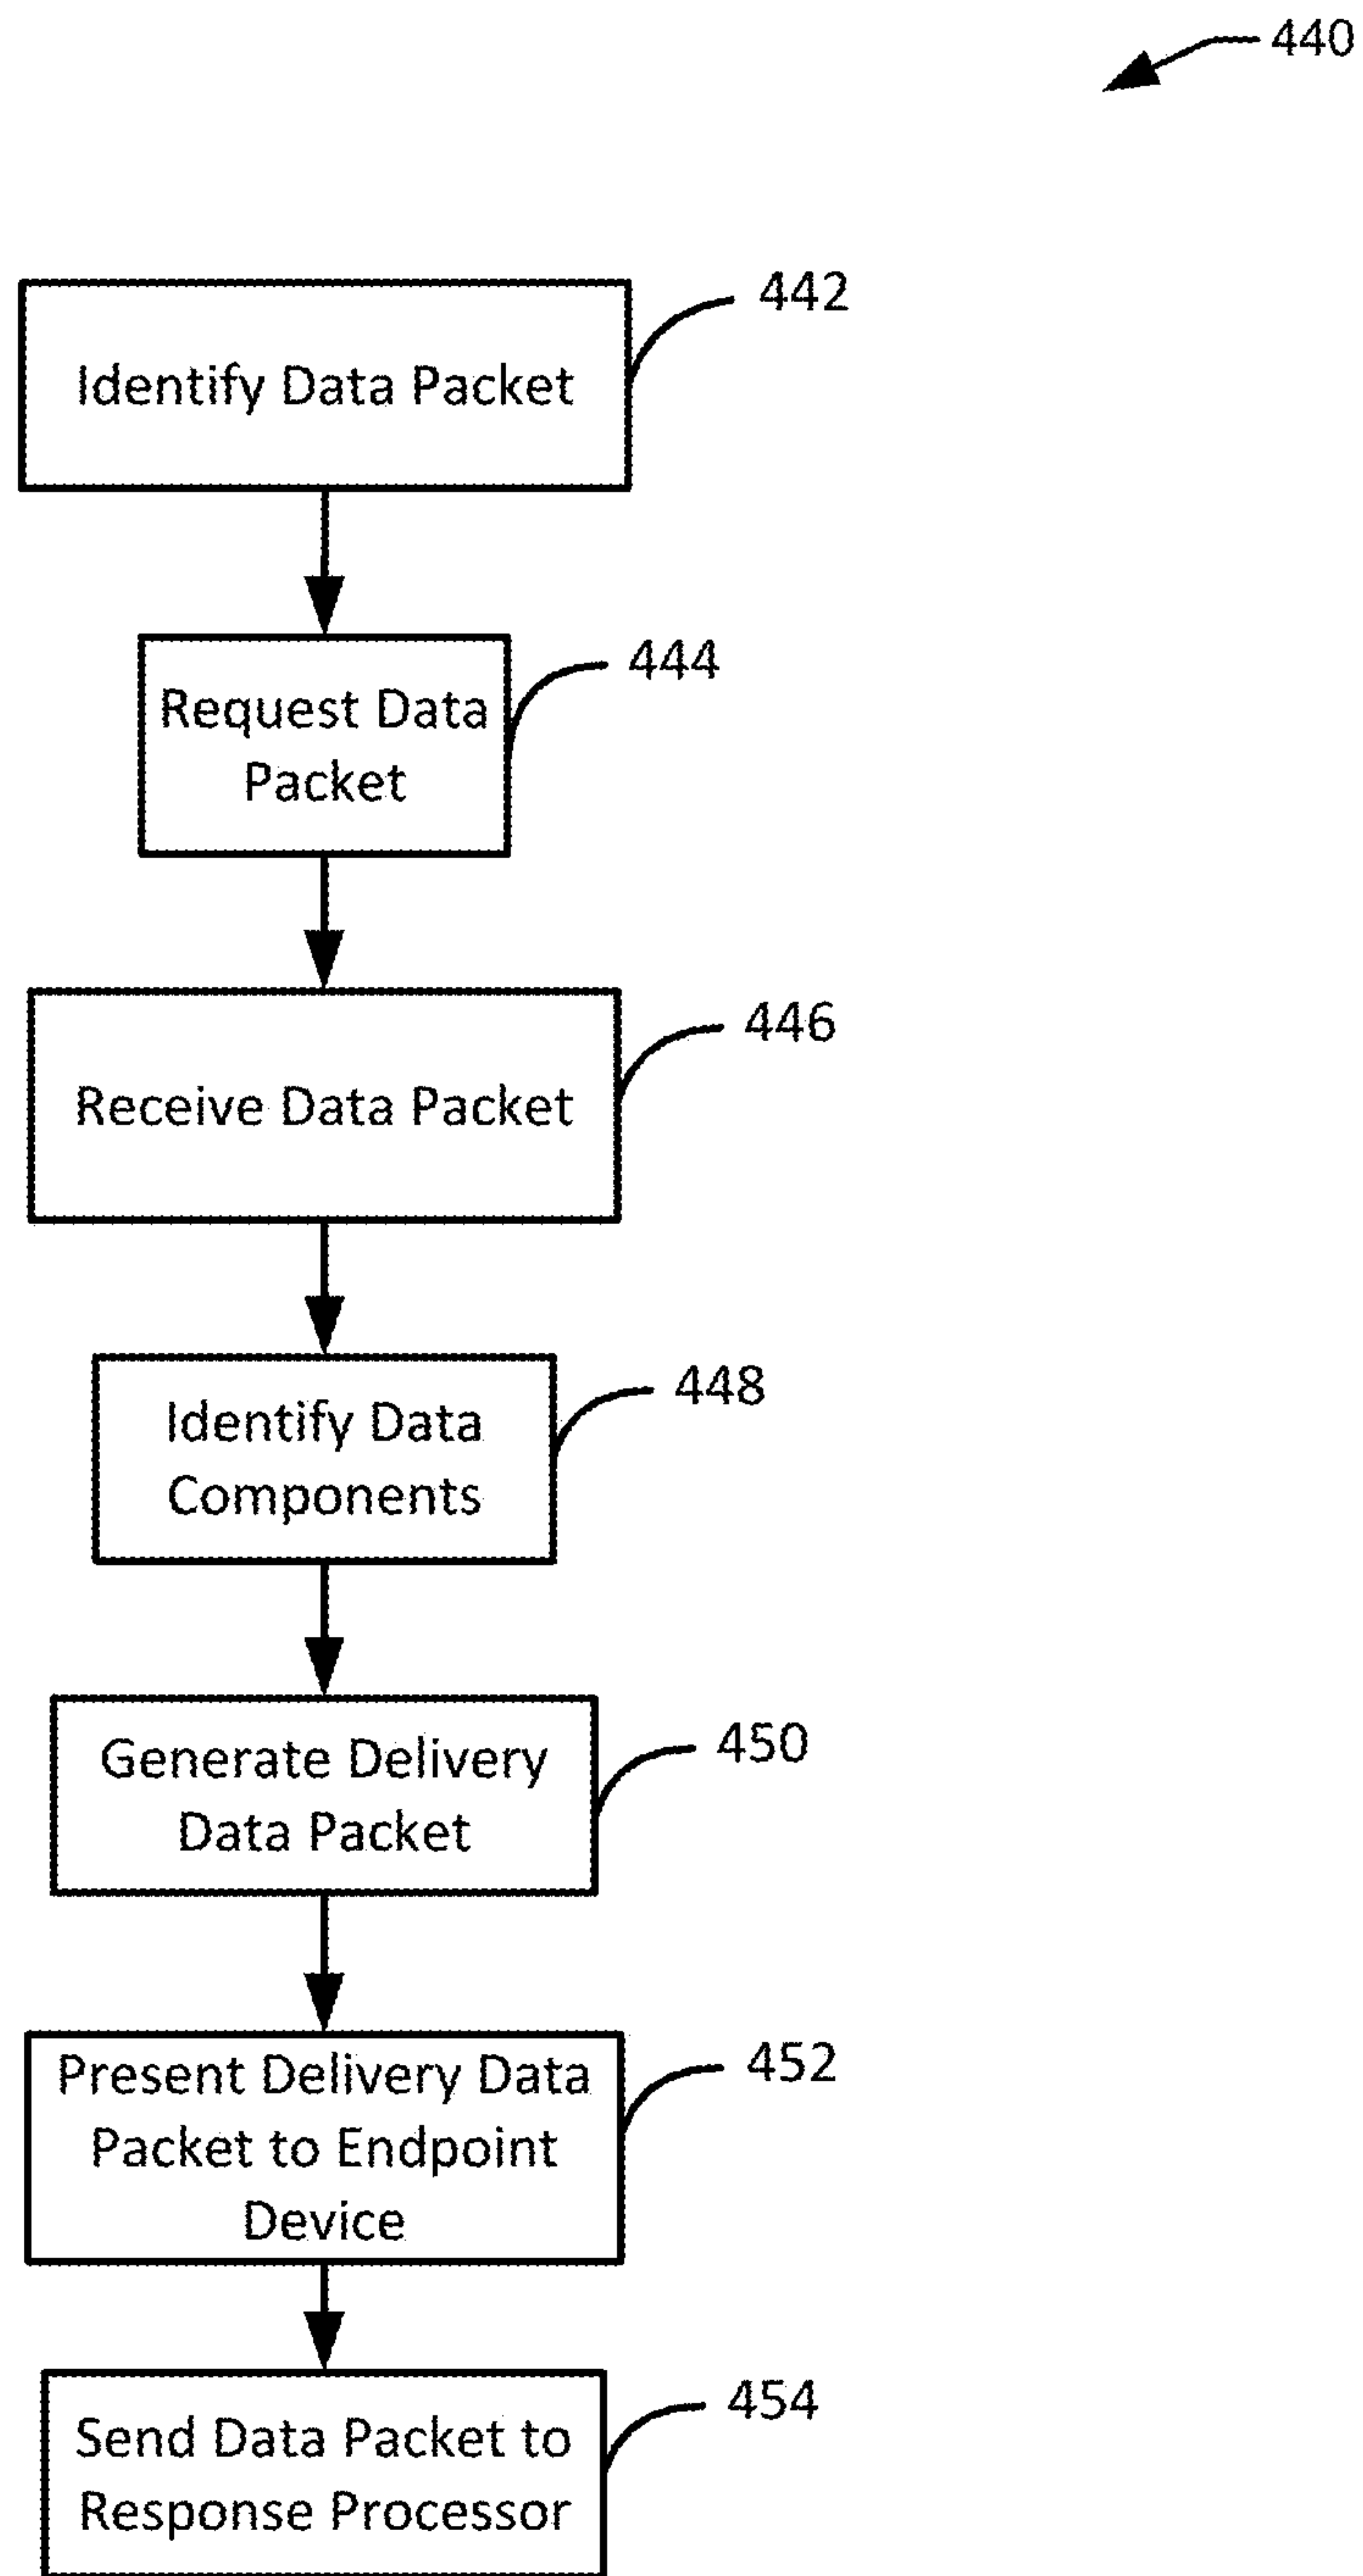 440
442
Identify Data Packet
444
Request Data
Packet
446
Receive Data Packet
448
Identify Data
Components
450
Generate Delivery
Data Packet
452
Present Delivery Data
Packet to Endpoint
Device
454
Send Data Packet to
Response Processor